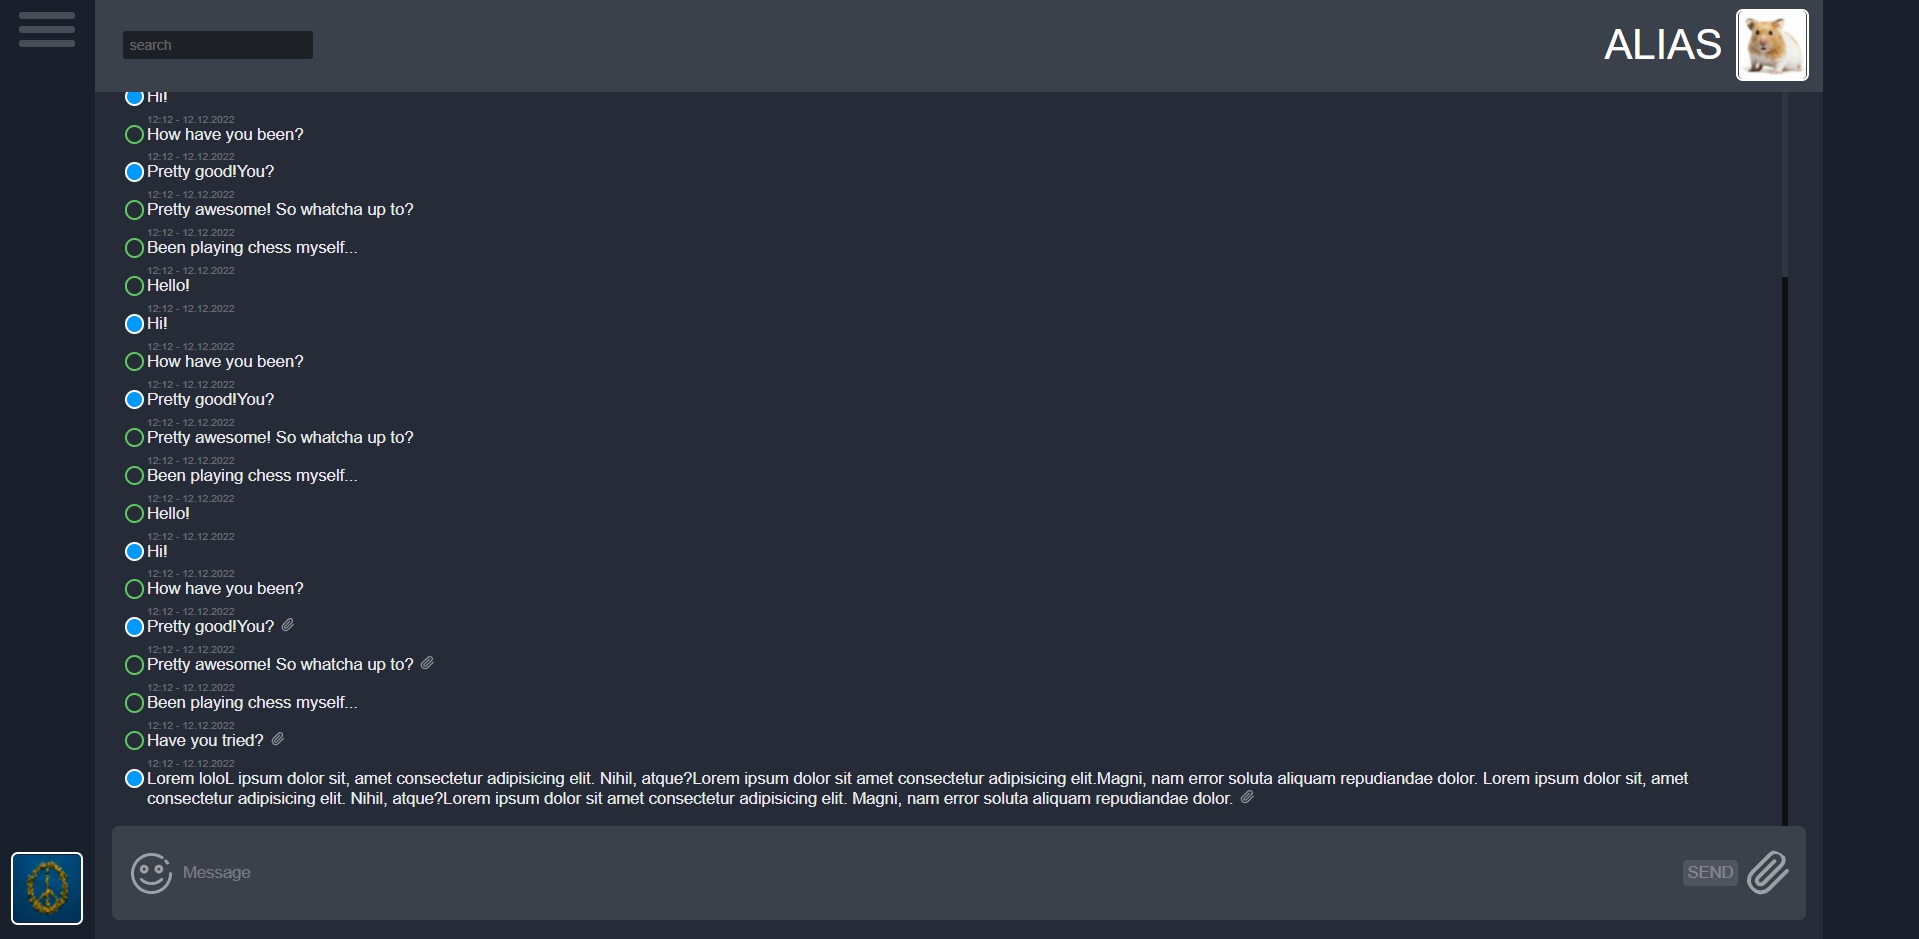 search
ALIAS
Hi!
12:12 - 12.12.2022
How have you been?
12:12 - 12.12.2022
Pretty good!You?
12:12 - 12.12.2022
Pretty awesome! So whatcha up to?
12:12 - 12.12.2022
Been playing chess myself...
12:12 - 12.12.2022
Hello!
12:12 - 12.12.2022
Hi!
12:12 - 12.12.2022
How have you been?
12:12 - 12.12.2022
Pretty good!You?
12:12 - 12.12.2022
Pretty awesome! So whatcha up to?
12:12 - 12.12.2022
Been playing chess myself...
12:12 - 12.12.2022
Hello!
12:12 - 12.12.2022
Hi!
12:12 - 12.12.2022
How have you been?
12:12 - 12.12.2022
Pretty good!You?
12:12 - 12.12.2022
Pretty awesome! So whatcha up to?
12:12 - 12.12.2022
Been playing chess myself...
12:12 - 12.12.2022
Have you tried?
12:12 - 12.12.2022
Lorem loloL ipsum dolor sit, amet consectetur adipisicing elit. Nihil, atque?Lorem ipsum dolor sit amet consectetur adipisicing elit.Magni, nam error soluta aliquam repudiandae dolor. Lorem ipsum dolor sit, amet
consectetur adipisicing elit. Nihil, atque?Lorem ipsum dolor sit amet consectetur adipisicing elit. Magni, nam error soluta aliquam repudiandae dolor.
Message
SEND